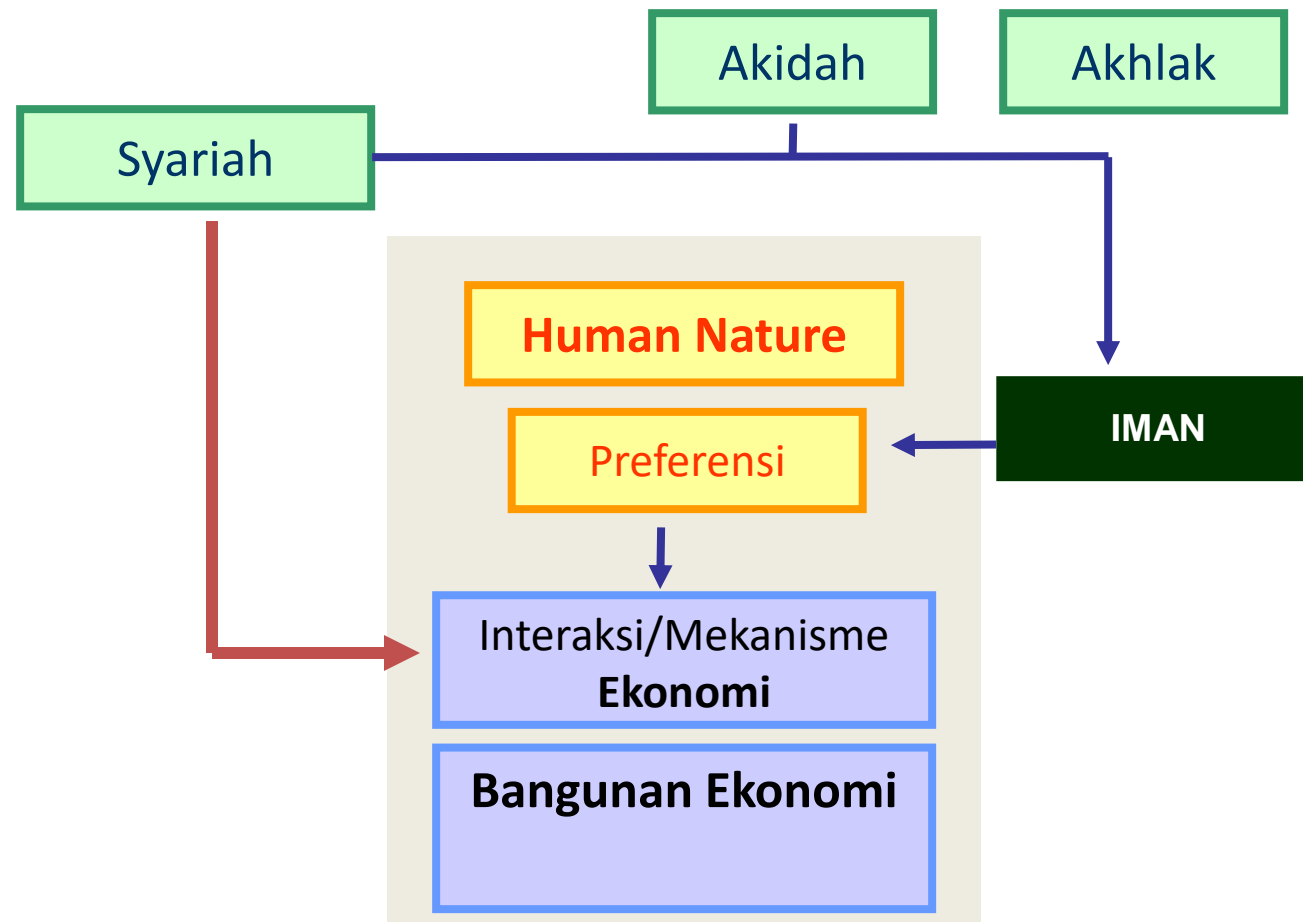 Akidah
Akhlak
Syariah
Human Nature
Preferensi
IMAN
Interaksi/Mekanisme
Ekonomi
Bangunan Ekonomi